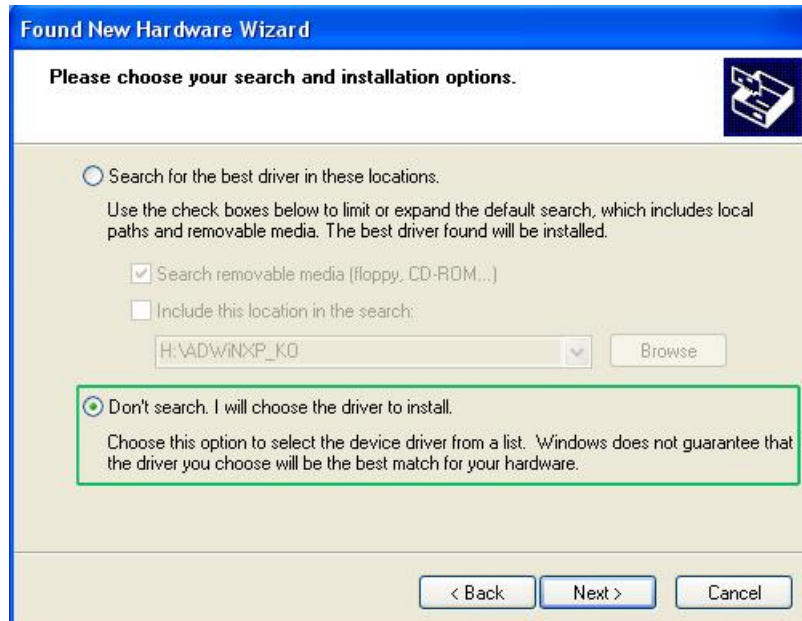 Found New Hardware Wizard
Please choose your search and installation options.
Search for the best driver in these locations.
Use the check boxes below to limit or expand the default search, which includes local
paths and removable media. The best driver found will be installed.
Search removable media (floppy, CD-ROM...)
Include this location in the search:
H:\ADWiNXP_KO
Browse
Don't search. I will choose the driver to install.
Choose this option to select the device driver from a list. Windows does not guarantee that
the driver you choose will be the best match for your hardware.
< Back
Next >
Cancel